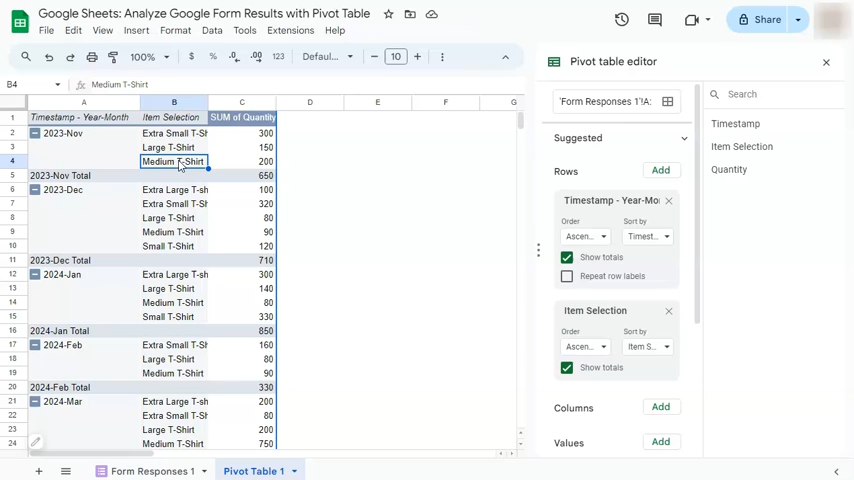 Google Sheets: Analyze Google Form Results with Pivot Table
File Edit View Insert Format Data Tools Extensions Help
Share
100% $ % .0 .00 123 Defaul... 10
B4 fx Medium T-Shirt
A B C D E F G
1 Timestamp - Year-Month Item Selection SUM of Quantity
2 2023-Nov Extra Small T-Sh 300
3 Large T-Shirt 150
4 Medium T-Shirt 200
5 2023-Nov Total 650
6 2023-Dec Extra Large T-sh 100
7 Extra Small T-Sh 320
8 Large T-Shirt 80
9 Medium T-Shirt 90
10 Small T-Shirt 120
11 2023-Dec Total 710
12 2024-Jan Extra Large T-sh 300
13 Large T-Shirt 140
14 Medium T-Shirt 80
15 Small T-Shirt 330
16 2024-Jan Total 850
17 2024-Feb Extra Small T-Sh 160
18 Large T-Shirt 80
19 Medium T-Shirt 90
20 2024-Feb Total 330
21 2024-Mar Extra Large T-sh 200
22 Extra Small T-Sh 80
23 Large T-Shirt 200
24 Medium T-Shirt 750
Form Responses 1 Pivot Table 1
Pivot table editor
'Form Responses 1'!A:
Suggested
Rows Add
Timestamp - Year-Mo
Order Sort by
Ascen... Timest...
Show totals
Repeat row labels
Item Selection
Order Sort by
Ascen... Item S...
Show totals
Columns Add
Values Add
Search
Timestamp
Item Selection
Quantity